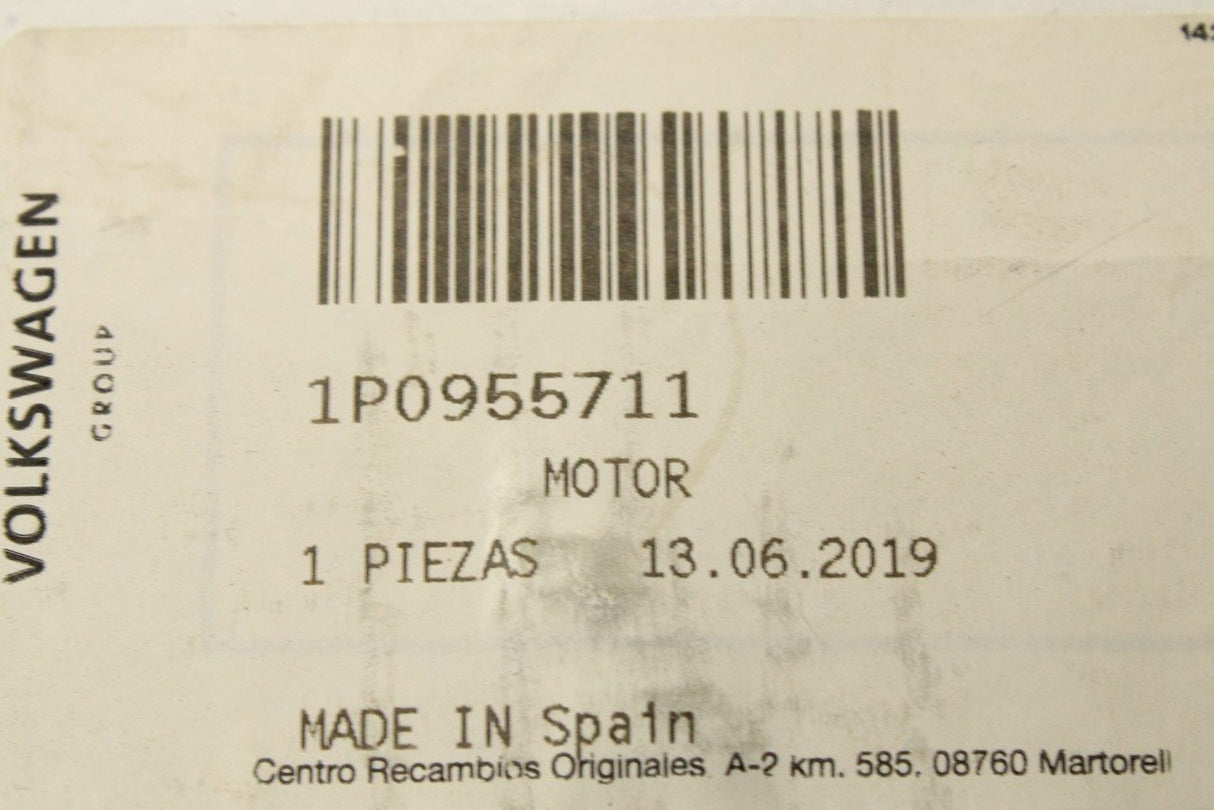 VOLKSWAGEN
GROUP
1P0955711
MOTOR
1 PIEZAS 13.06.2019
MADE IN Spain
Centro Recambios Originales. A-2 km. 585. 08760 Martorell